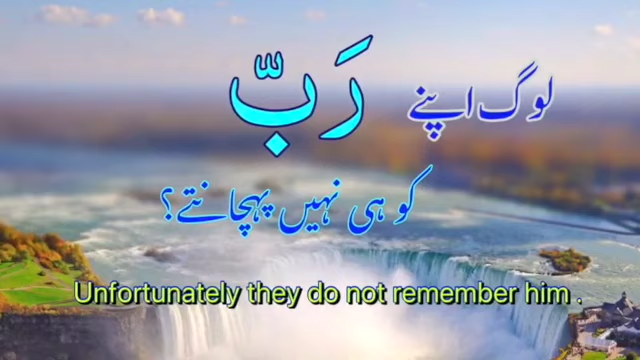 لوگ اپنے رَبّ
کو ہی نہیں پہچانتے؟
Unfortunately they do not remember him .